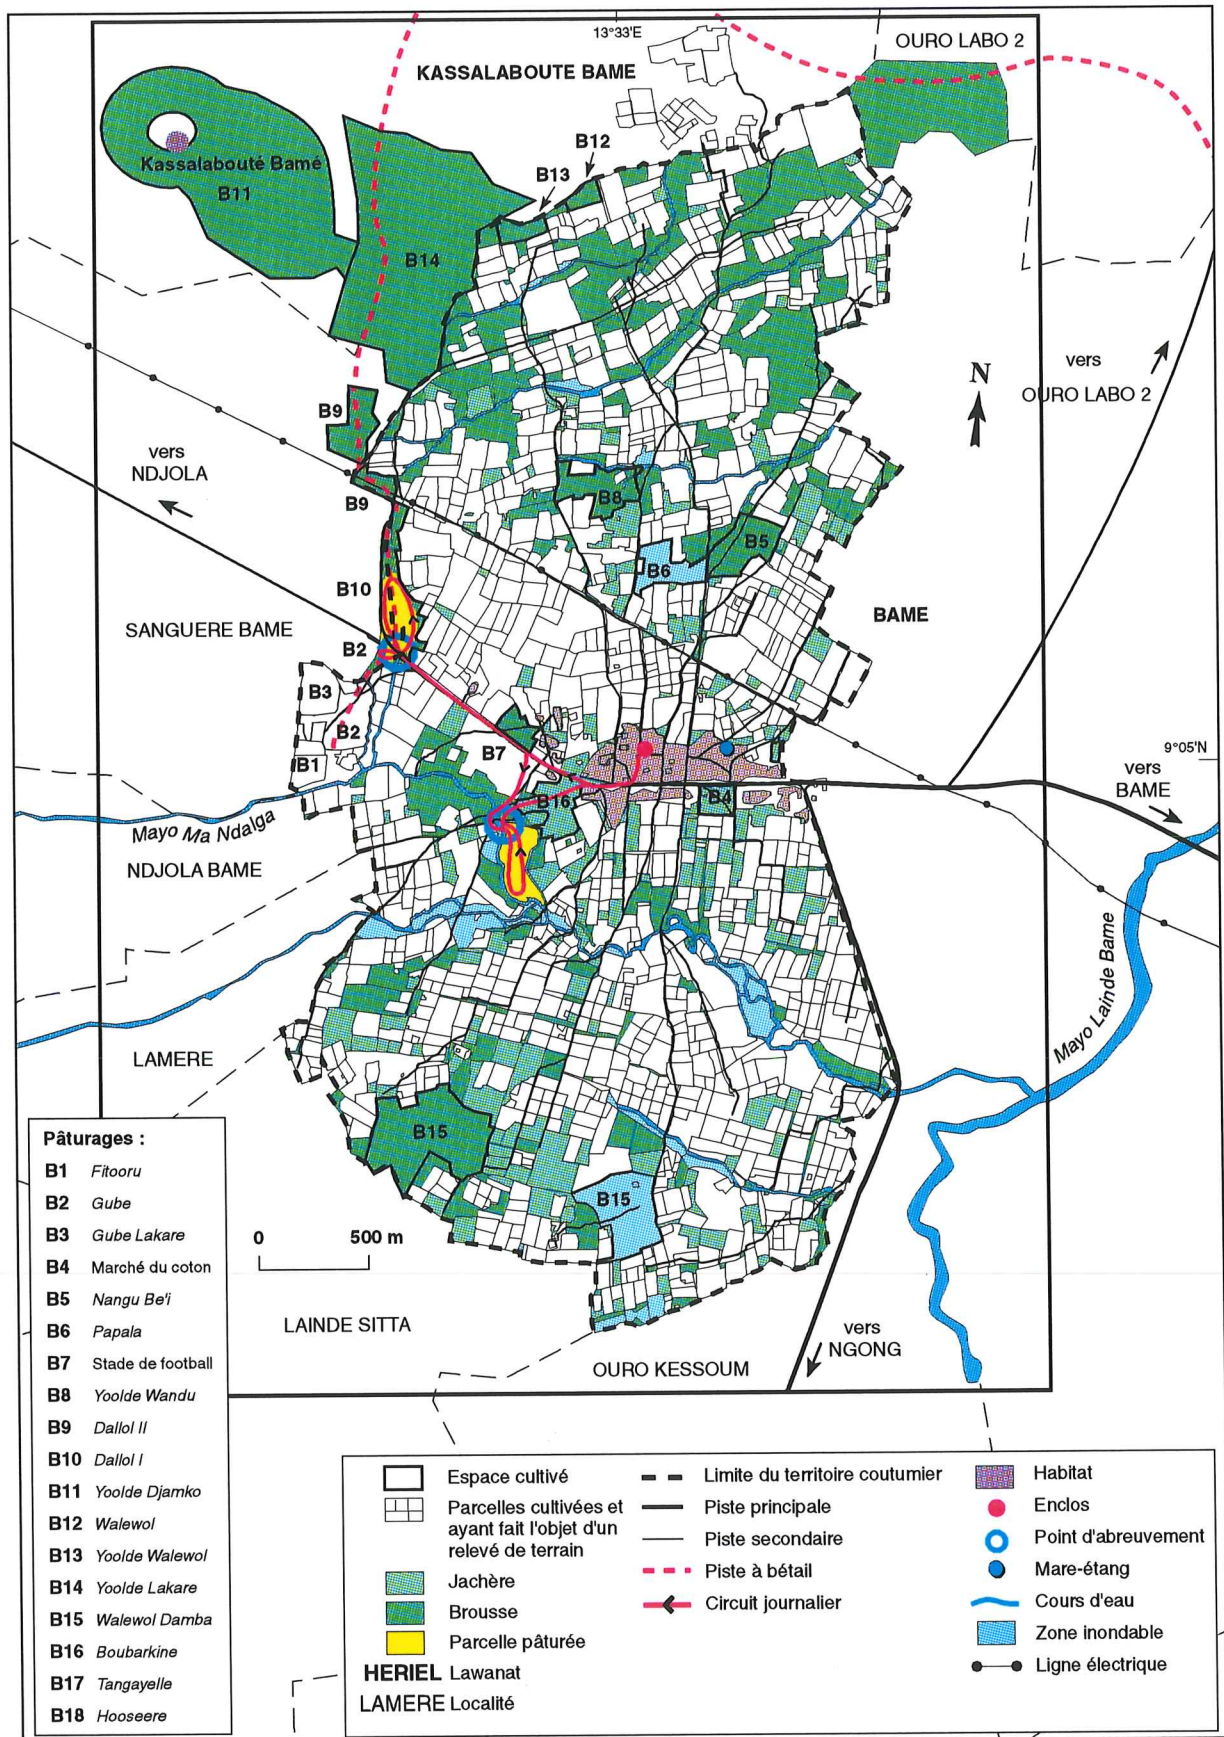 13°33'E
OURO LABO 2
KASSALABOUTE BAME
B12
B13
Kassalabouté Bamé
B11
B14
vers
OURO LABO 2
N
B9
vers
NDJOLA
B9
B8
B5
B6
B10
SANGUERE BAME
BAME
B2
B3
B2
B7
B1
9°05'N
vers
BAME
B16
B4
Mayo Ma Ndalga
NDJOLA BAME
Mayo Lainde Bame
LAMERE
B15
B15
0 500 m
LAINDE SITTA
vers
NGONG
OURO KESSOUM
Pâturages :
B1 Fitooru
B2 Gube
B3 Gube Lakare
B4 Marché du coton
B5 Nangu Be'i
B6 Papala
B7 Stade de football
B8 Yoolde Wandu
B9 Dallol II
B10 Dallol I
B11 Yoolde Djamko
B12 Walewol
B13 Yoolde Walewol
B14 Yoolde Lakare
B15 Walewol Damba
B16 Boubarkine
B17 Tangayelle
B18 Hooseere
Espace cultivé
Parcelles cultivées et
ayant fait l'objet d'un
relevé de terrain
Jachère
Brousse
Parcelle pâturée
HERIEL Lawanat
LAMERE Localité
Limite du territoire coutumier
Piste principale
Piste secondaire
Piste à bétail
Circuit journalier
Habitat
Enclos
Point d'abreuvement
Mare-étang
Cours d'eau
Zone inondable
Ligne électrique